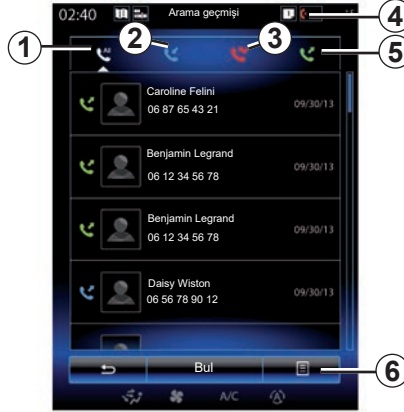 02:40 Arama geçmişi
4
1
2
3
5
Caroline Felini
06 87 65 43 21
09/30/13
Benjamin Legrand
06 12 34 56 78
09/30/13
Benjamin Legrand
06 12 34 56 78
09/30/13
Daisy Wiston
06 56 78 90 12
09/30/13
Bul
6
A/C